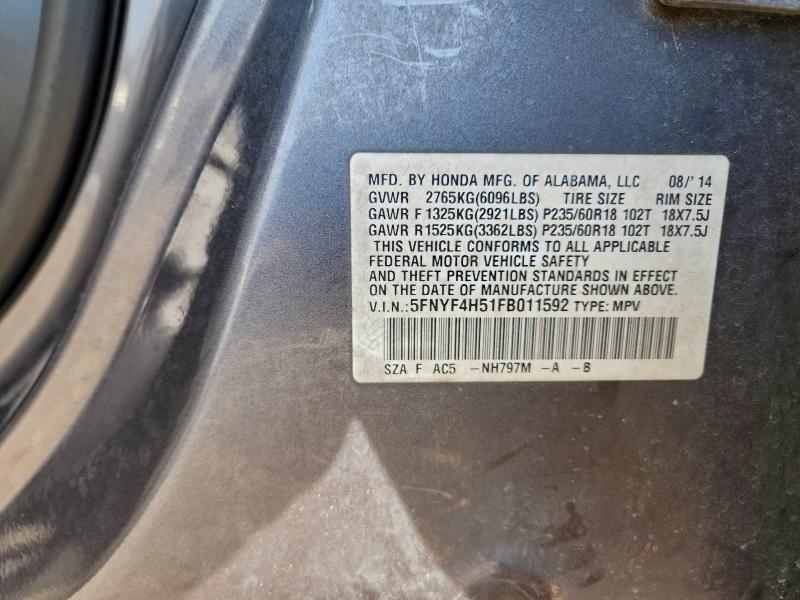 MFD. BY HONDA MFG. OF ALABAMA, LLC 08/'14
GVWR 2765KG(6096LBS) TIRE SIZE RIM SIZE
GAWR F1325KG(2921LBS) P235/60R18 102T 18X7.5J
GAWR R1525KG(3362LBS) P235/60R18 102T 18X7.5J
THIS VEHICLE CONFORMS TO ALL APPLICABLE
FEDERAL MOTOR VEHICLE SAFETY
AND THEFT PREVENTION STANDARDS IN EFFECT
ON THE DATE OF MANUFACTURE SHOWN ABOVE.
V.I.N.:5FNYF4H51FB011592 TYPE: MPV
SZA F AC5 -NH797M -A -B